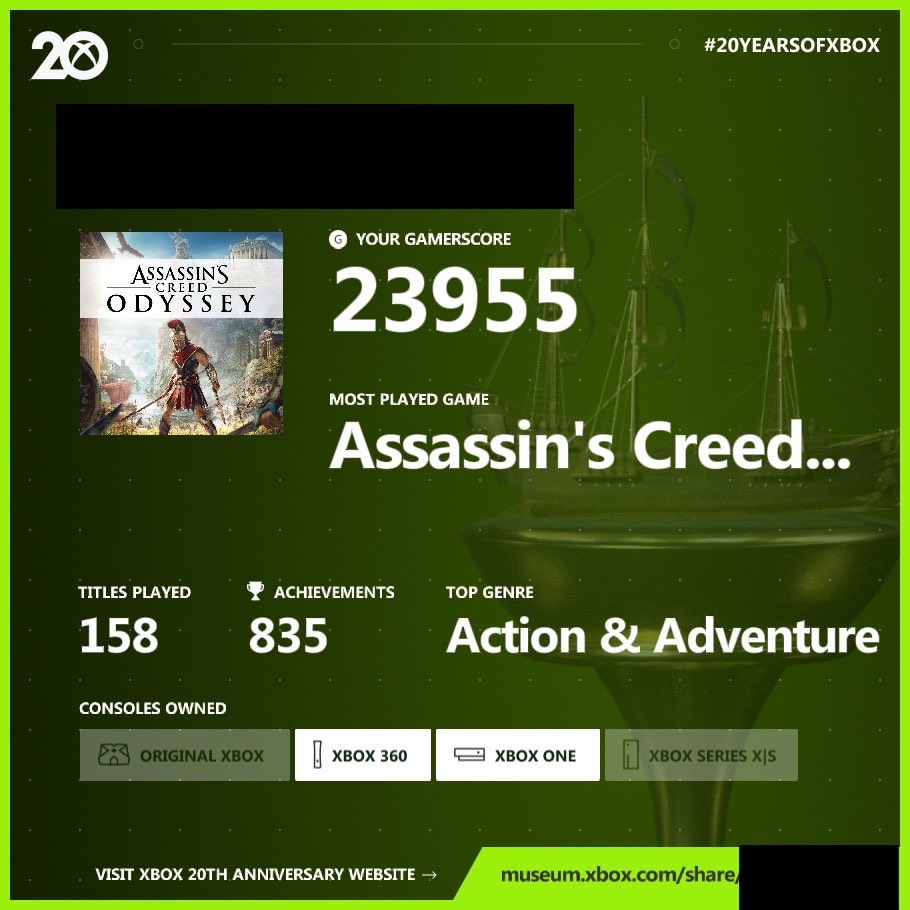 20
#20YEARSOFXBOX
ASSASSIN'S
CREED
ODYSSEY
G YOUR GAMERSCORE
23955
MOST PLAYED GAME
Assassin's Creed...
TITLES PLAYED
158
ACHIEVEMENTS
835
TOP GENRE
Action & Adventure
CONSOLES OWNED
ORIGINAL XBOX
XBOX 360
XBOX ONE
XBOX SERIES X|S
VISIT XBOX 20TH ANNIVERSARY WEBSITE →
museum.xbox.com/share/